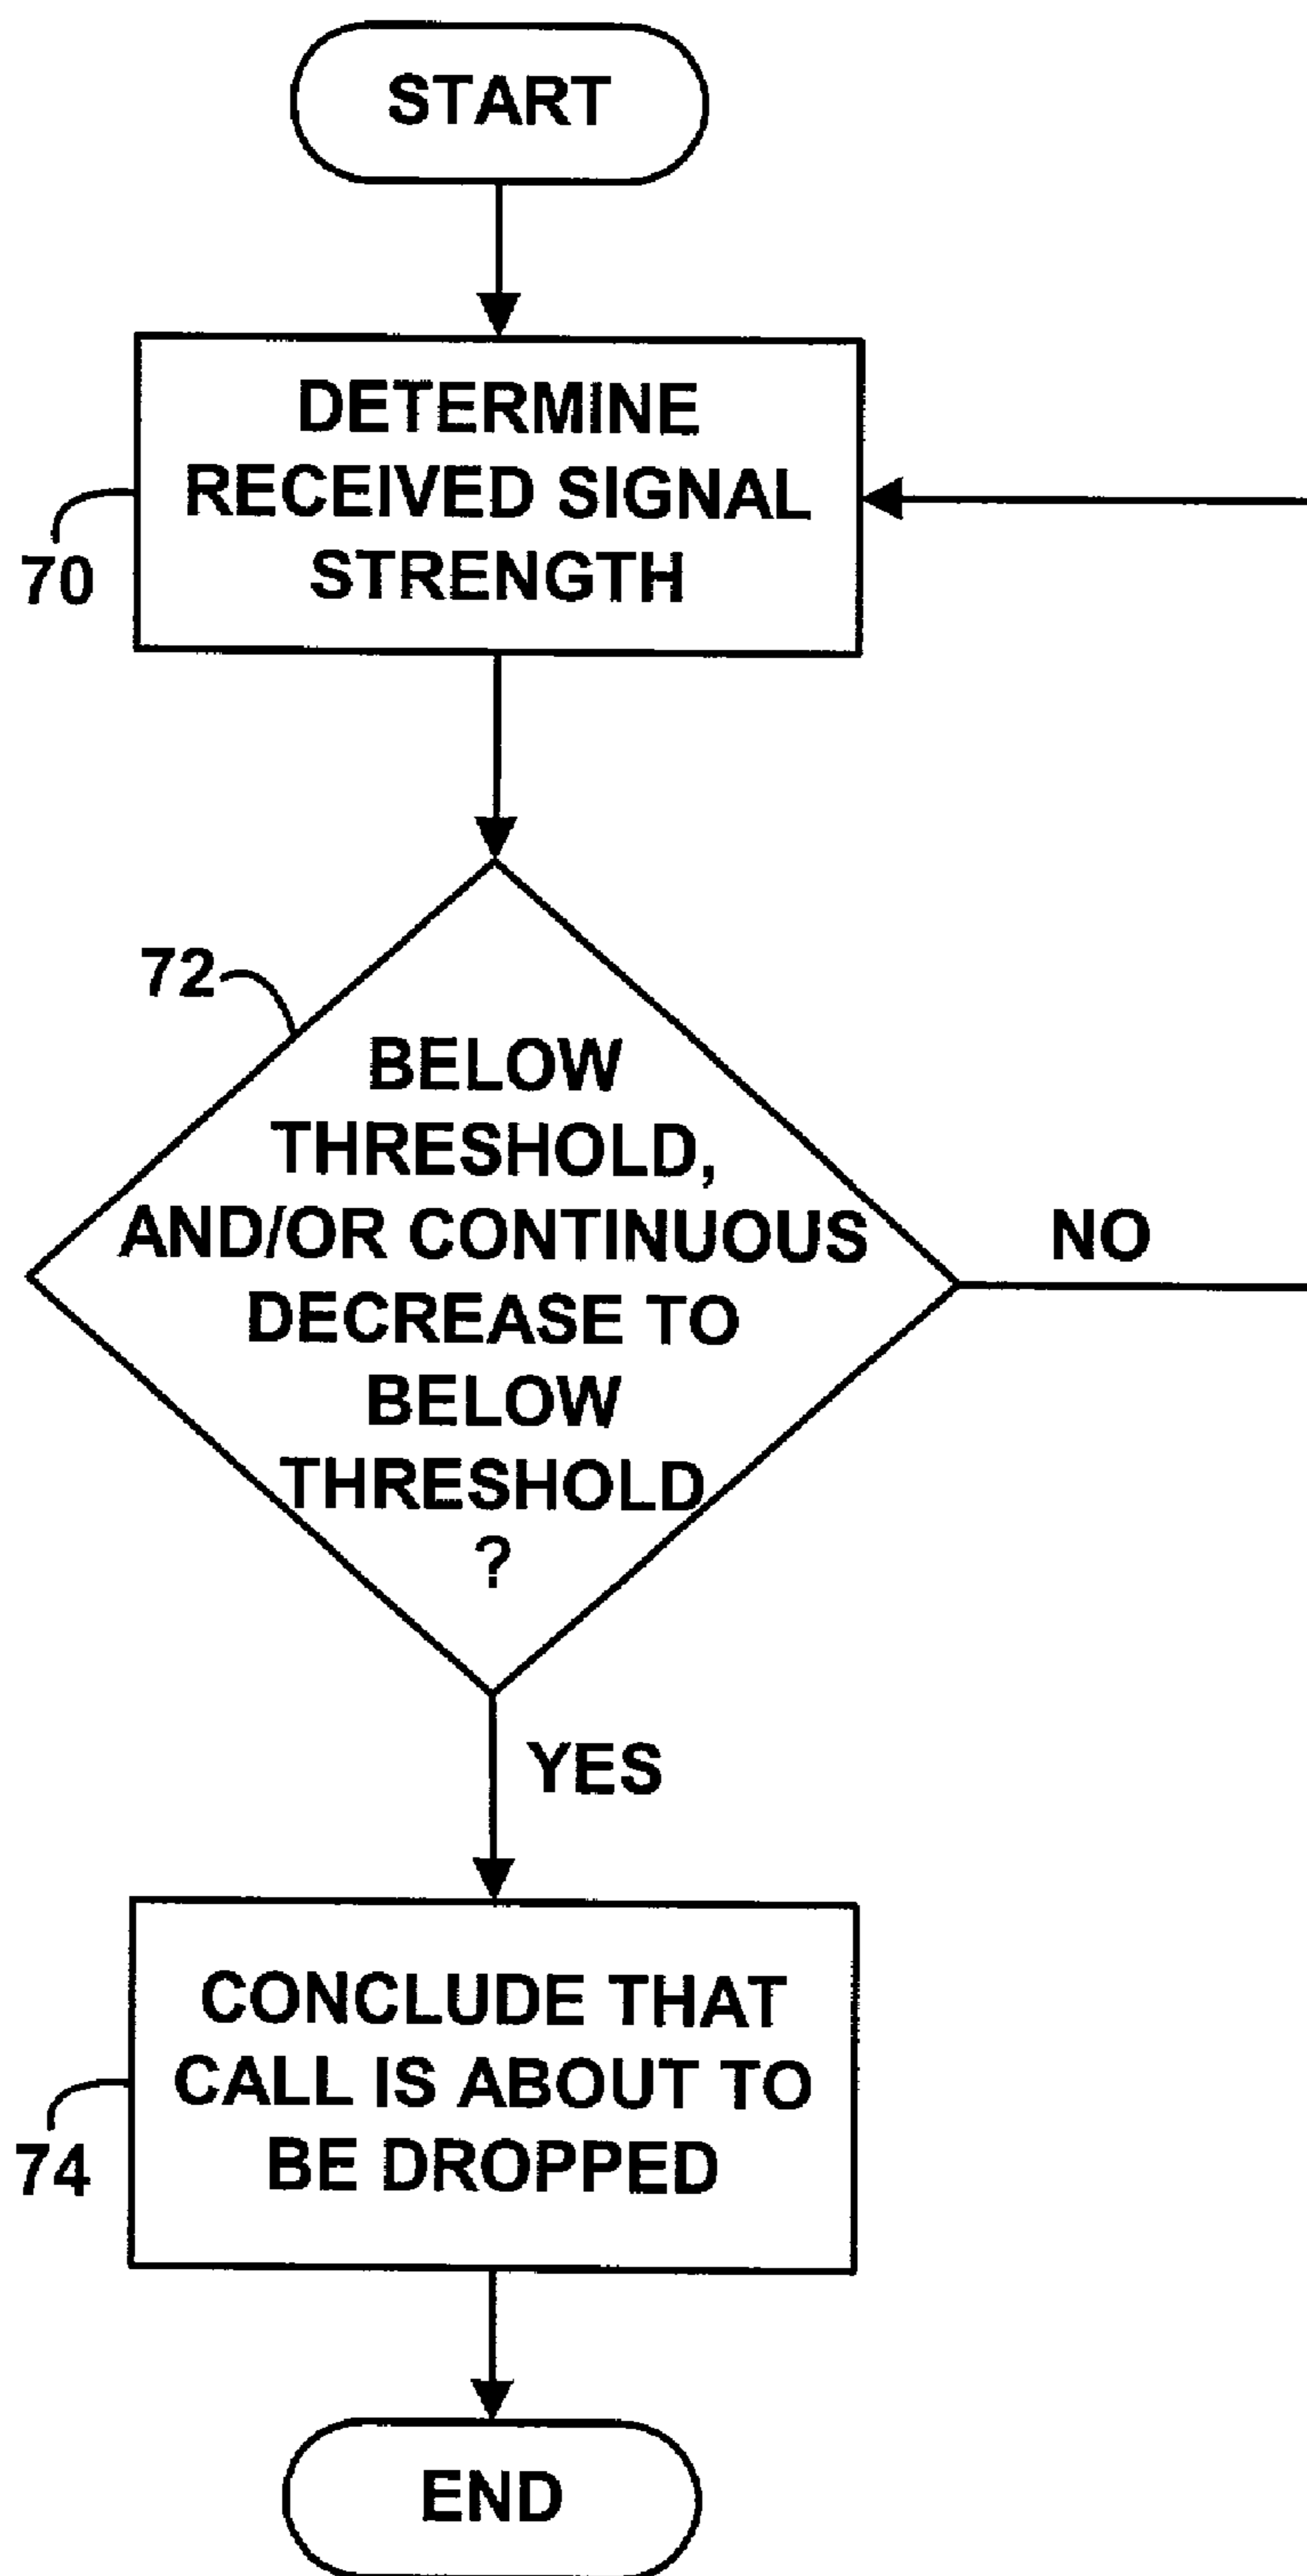 START
DETERMINE
RECEIVED SIGNAL
STRENGTH
70
72
BELOW
THRESHOLD,
AND/OR CONTINUOUS
DECREASE TO
BELOW
THRESHOLD
?
NO
YES
CONCLUDE THAT
CALL IS ABOUT TO
BE DROPPED
74
END